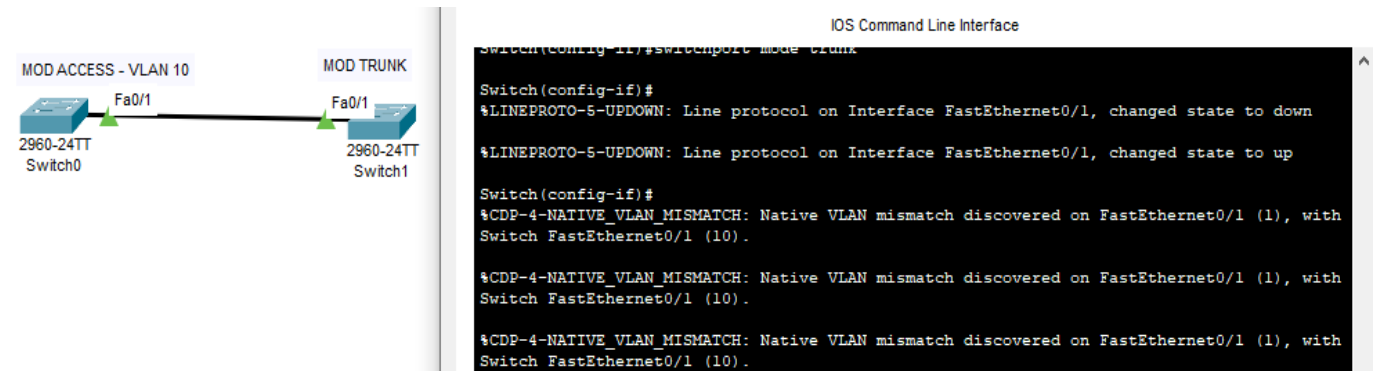 IOS Command Line Interface
MOD ACCESS - VLAN 10
MOD TRUNK
Fa0/1
Fa0/1
2960-24TT
Switch0
2960-24TT
Switch1
Switch(config-if)#switchport mode trunk
Switch(config-if)#
%LINEPROTO-5-UPDOWN: Line protocol on Interface FastEthernet0/1, changed state to down
%LINEPROTO-5-UPDOWN: Line protocol on Interface FastEthernet0/1, changed state to up
Switch(config-if)#
%CDP-4-NATIVE_VLAN_MISMATCH: Native VLAN mismatch discovered on FastEthernet0/1 (1), with
Switch FastEthernet0/1 (10).
%CDP-4-NATIVE_VLAN_MISMATCH: Native VLAN mismatch discovered on FastEthernet0/1 (1), with
Switch FastEthernet0/1 (10).
%CDP-4-NATIVE_VLAN_MISMATCH: Native VLAN mismatch discovered on FastEthernet0/1 (1), with
Switch FastEthernet0/1 (10).